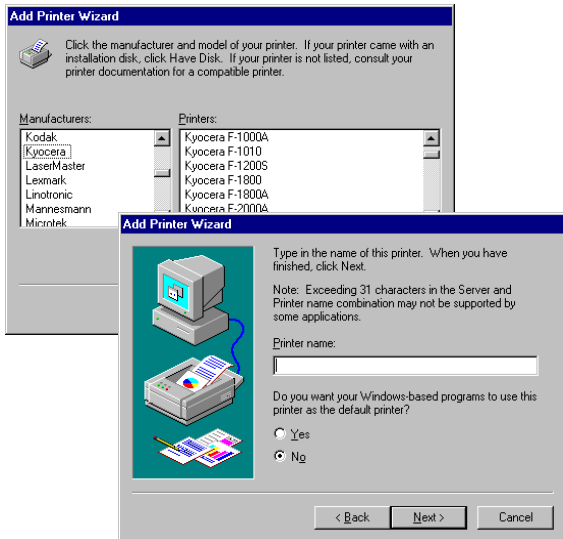 Add Printer Wizard
Click the manufacturer and model of your printer. If your printer came with an
installation disk, click Have Disk. If your printer is not listed, consult your
printer documentation for a compatible printer.
Manufacturers:
Kodak
Kyocera
LaserMaster
Lexmark
Linotronic
Mannesmann
Microtek
Printers:
Kyocera F-1000A
Kyocera F-1010
Kyocera F-1200S
Kyocera F-1800
Kyocera F-1800A
Kyocera F-2000A
Add Printer Wizard
Type in the name of this printer. When you have
finished, click Next.
Note: Exceeding 31 characters in the Server and
Printer name combination may not be supported by
some applications.
Printer name:
Do you want your Windows-based programs to use this
printer as the default printer?
Yes
No
< Back
Next >
Cancel